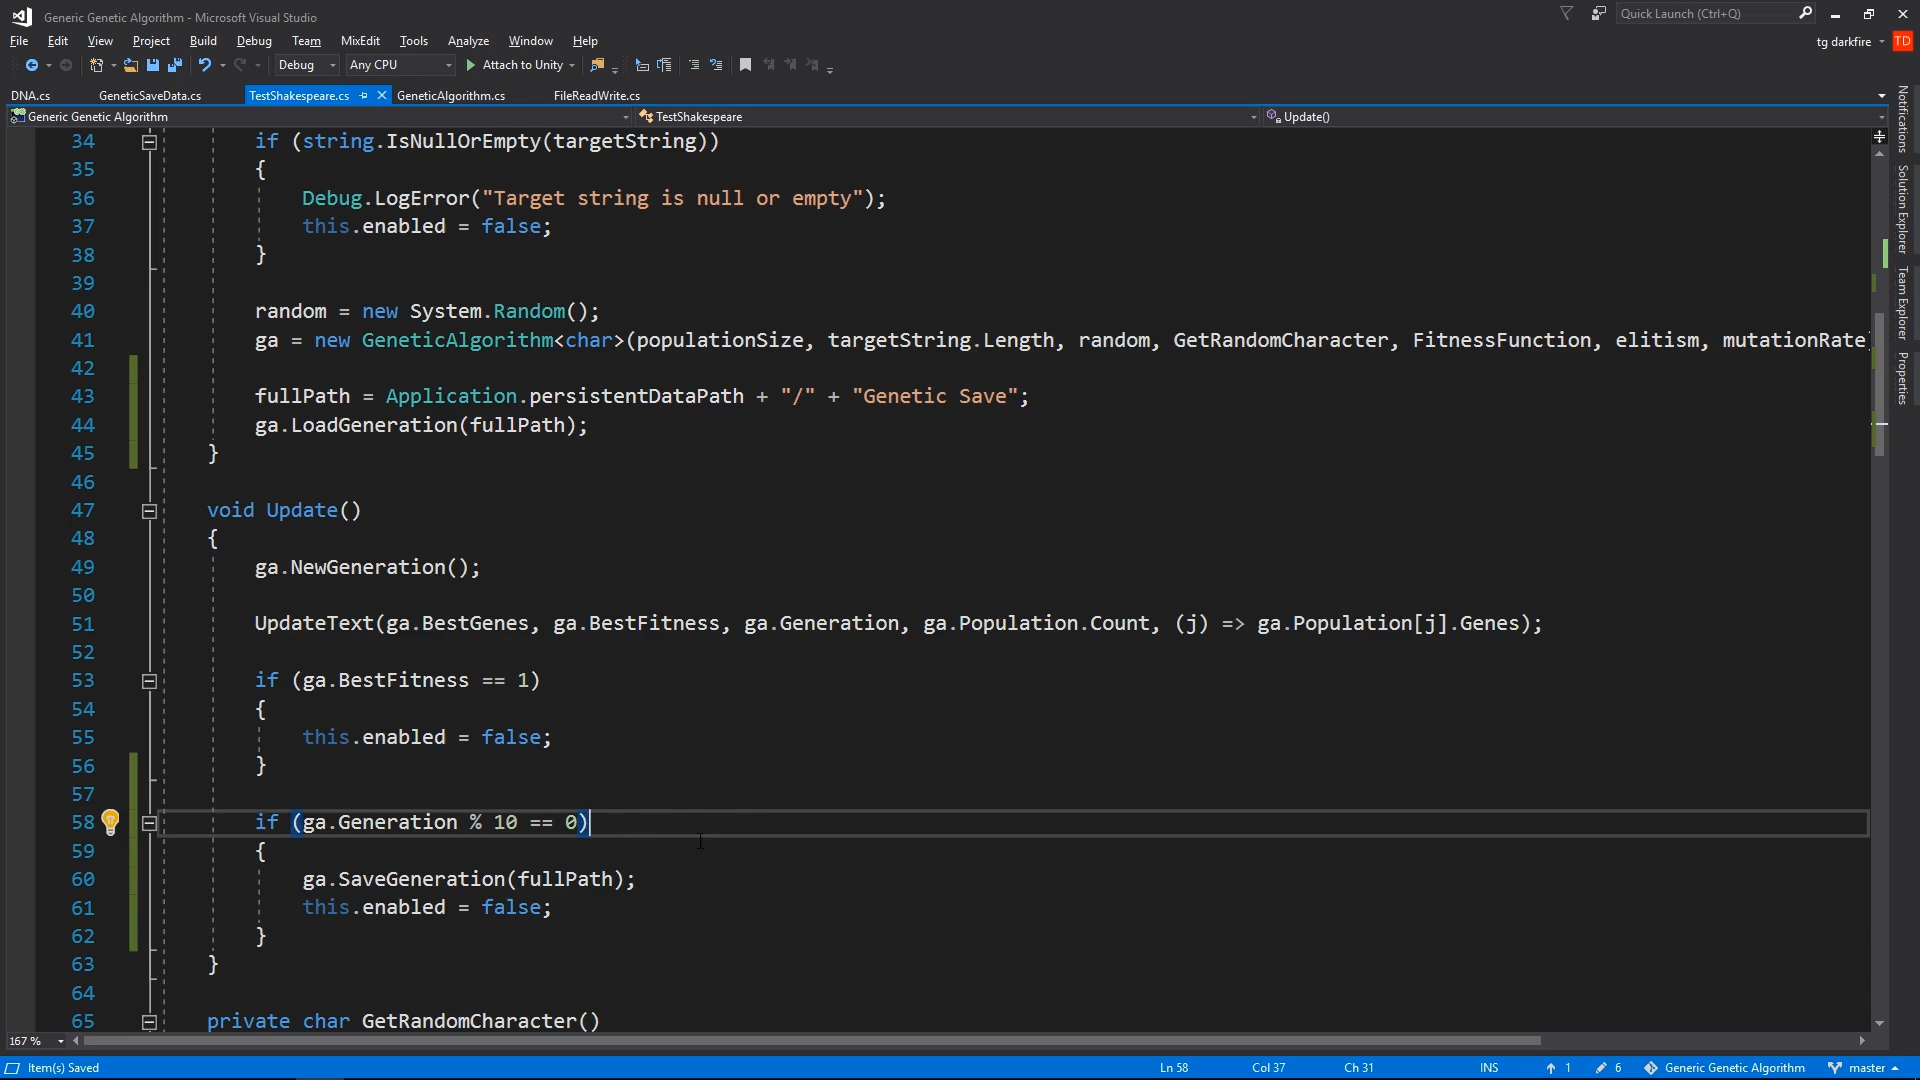 Generic Genetic Algorithm - Microsoft Visual Studio
Quick Launch (Ctrl+Q)
File Edit View Project Build Debug Team MixEdit Tools Analyze Window Help
tg darkfire TD
Debug Any CPU Attach to Unity
DNA.cs GeneticSaveData.cs TestShakespeare.cs GeneticAlgorithm.cs FileReadWrite.cs
Generic Genetic Algorithm TestShakespeare Update()
34 if (string.IsNullOrEmpty(targetString))
35 {
36 Debug.LogError("Target string is null or empty");
37 this.enabled = false;
38 }
39
40 random = new System.Random();
41 ga = new GeneticAlgorithm<char>(populationSize, targetString.Length, random, GetRandomCharacter, FitnessFunction, elitism, mutationRate
42
43 fullPath = Application.persistentDataPath + "/" + "Genetic Save";
44 ga.LoadGeneration(fullPath);
45 }
46
47 void Update()
48 {
49 ga.NewGeneration();
50
51 UpdateText(ga.BestGenes, ga.BestFitness, ga.Generation, ga.Population.Count, (j) => ga.Population[j].Genes);
52
53 if (ga.BestFitness == 1)
54 {
55 this.enabled = false;
56 }
57
58 if (ga.Generation % 10 == 0)
59 {
60 ga.SaveGeneration(fullPath);
61 this.enabled = false;
62 }
63 }
64
65 private char GetRandomCharacter()
Notifications
Solution Explorer
Team Explorer
Properties
167 %
Item(s) Saved Ln 58 Col 37 Ch 31 INS 1 6 Generic Genetic Algorithm master